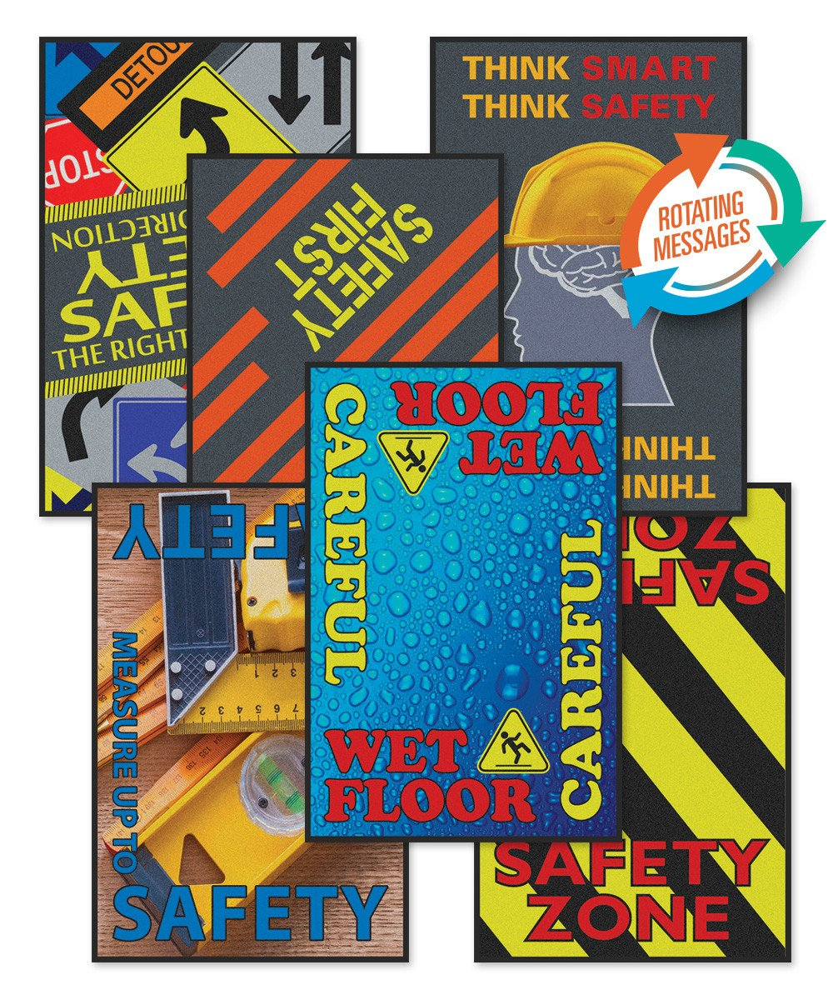 DETOU
STOP
DIRECTION
ETY
SAF
THE RIGHT
THINK SMART
THINK SAFETY
ROTATING
MESSAGES
THINK
THINK
SAFETY
FIRST
CAREFUL
WET
FLOOR
CAREFUL
WET
FLOOR
FETY
MEASURE UP TO
SAFETY
1 2 3
2 3 4 5 6 7
SAF
ZO
SAFETY
ZONE